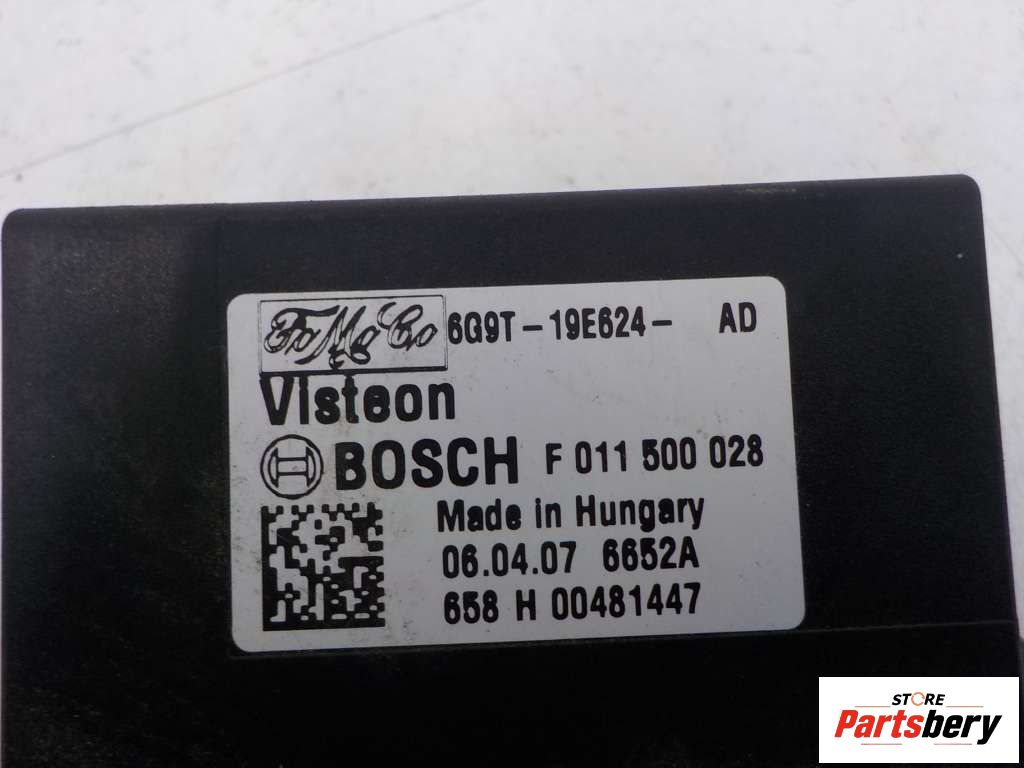 FoMoCo 6G9T-19E624- AD
Visteon
BOSCH F 011 500 028
Made in Hungary
06.04.07 6652A
658 H 00481447
STORE
Partsbery